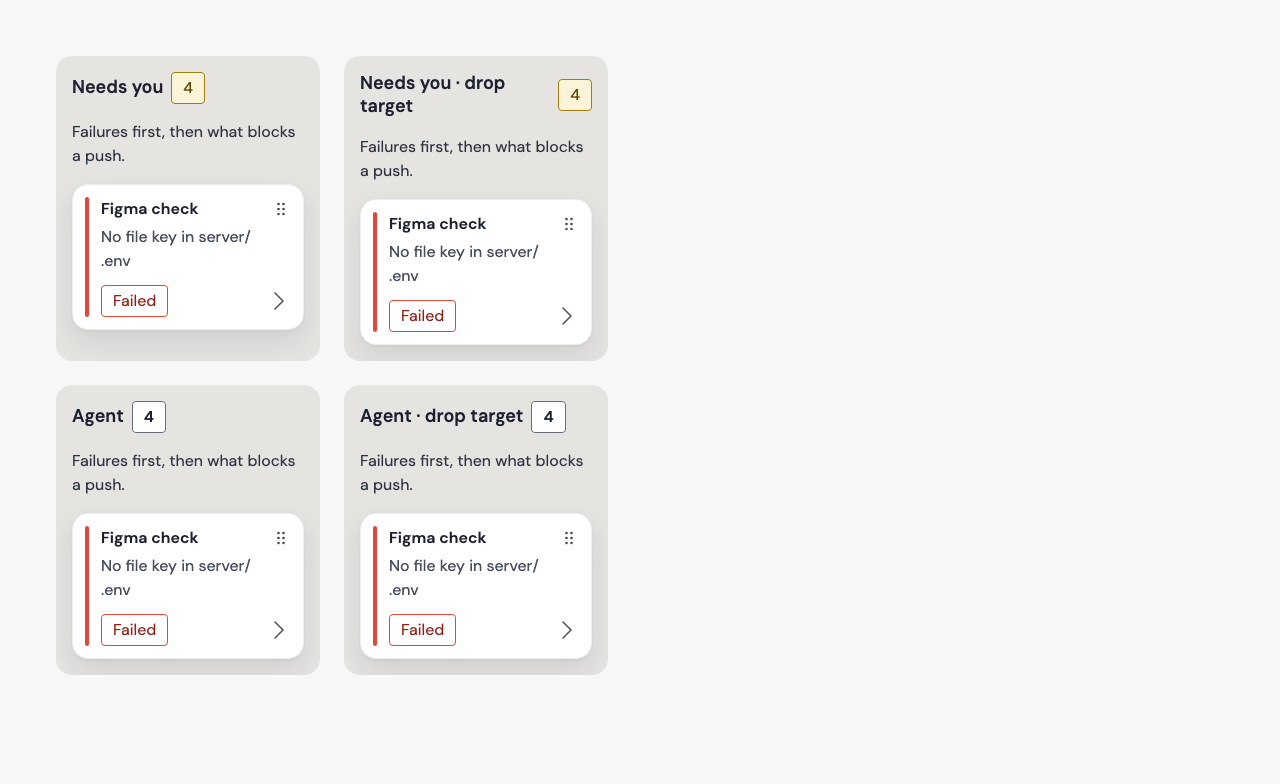 Needs you 4
Failures first, then what blocks
a push.
Figma check
No file key in server/
.env
Failed
Needs you · drop
target
4
Failures first, then what blocks
a push.
Figma check
No file key in server/
.env
Failed
Agent 4
Failures first, then what blocks
a push.
Figma check
No file key in server/
.env
Failed
Agent · drop target 4
Failures first, then what blocks
a push.
Figma check
No file key in server/
.env
Failed